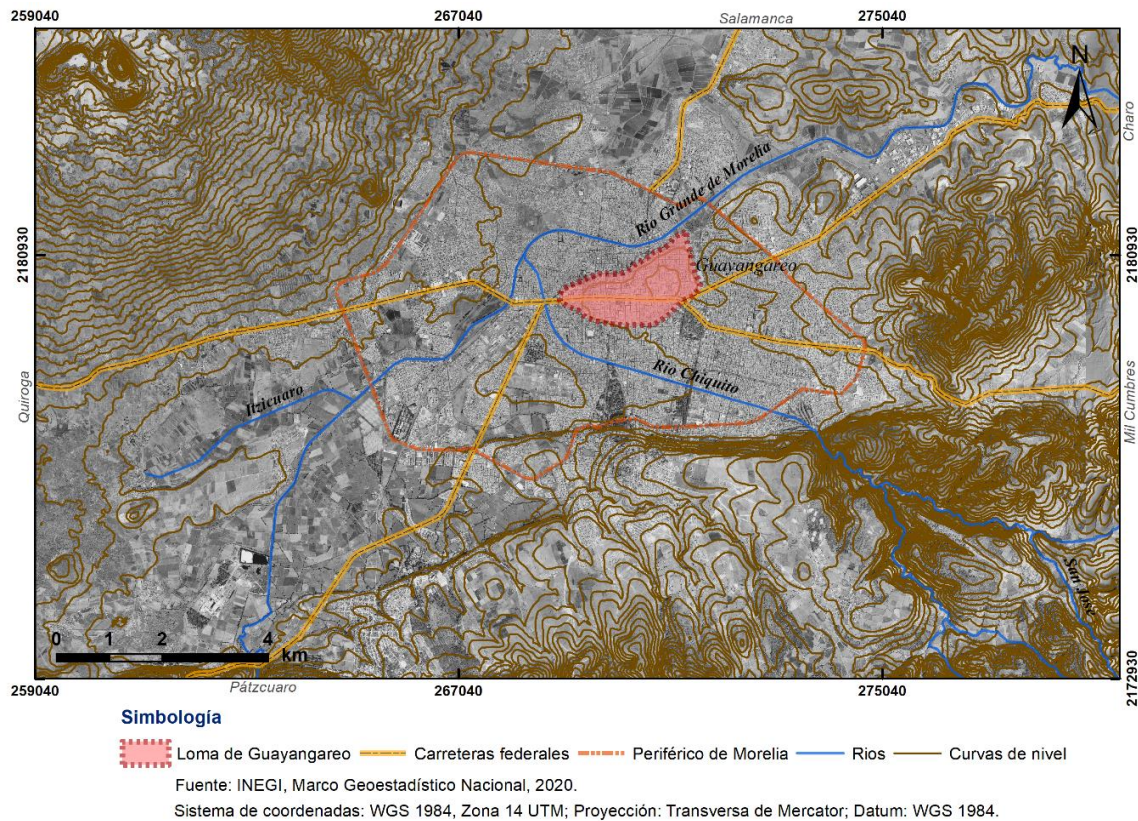 259040 267040 275040
Salamanca
N
Charo
Rio Grande de Morelia
2180930 2180930
Guayangareo
Quiroga
Rio Chiquito
Itzicuaro
Mil Cumbres
San José
0 1 2 4
km
259040 267040 275040
2172930
Pátzcuaro
Simbología
Loma de Guayangareo Carreteras federales Periférico de Morelia Rios Curvas de nivel
Fuente: INEGI, Marco Geoestadístico Nacional, 2020.
Sistema de coordenadas: WGS 1984, Zona 14 UTM; Proyección: Transversa de Mercator; Datum: WGS 1984.